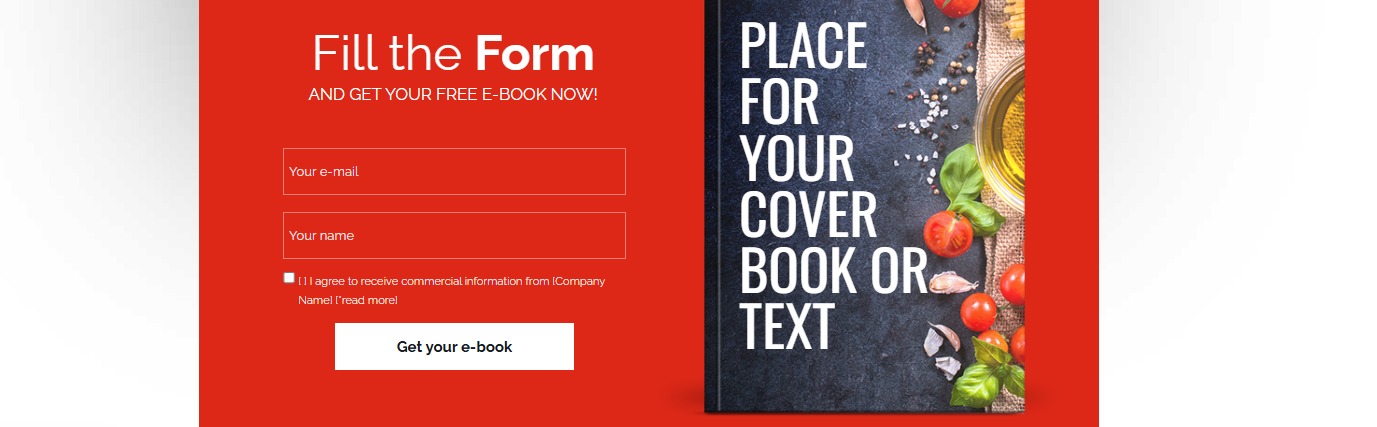 Fill the Form
AND GET YOUR FREE E-BOOK NOW!
Your e-mail
Your name
[ ] I agree to receive commercial information from [Company
Name] [*read more]
Get your e-book
PLACE
FOR
YOUR
COVER
BOOK OR
TEXT